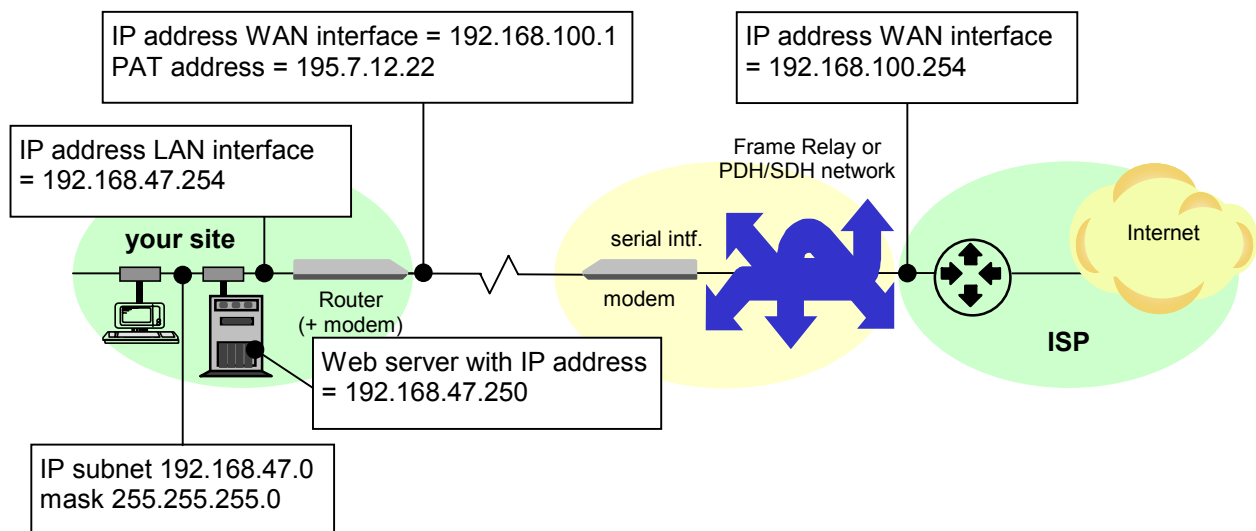 IP address WAN interface = 192.168.100.1
PAT address = 195.7.12.22
IP address WAN interface
= 192.168.100.254
IP address LAN interface
= 192.168.47.254
Frame Relay or
PDH/SDH network
your site
serial intf.
Internet
Router
(+ modem)
modem
ISP
Web server with IP address
= 192.168.47.250
IP subnet 192.168.47.0
mask 255.255.255.0